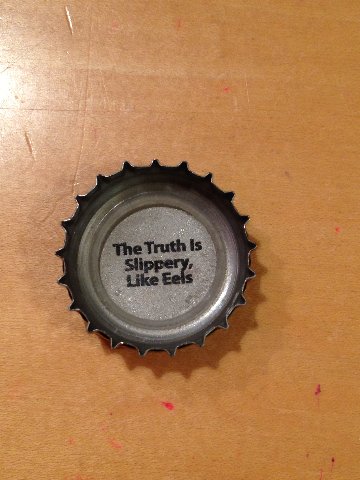 The Truth Is
Slippery,
Like Eels